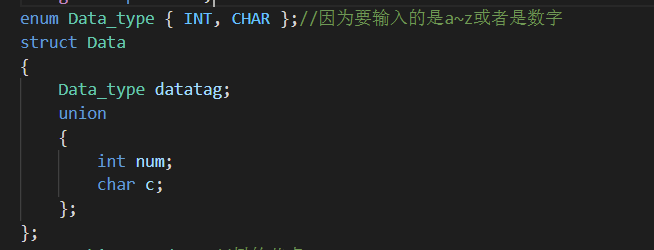 enum Data_type { INT, CHAR };//因为要输入的是a~z或者是数字
struct Data
{
    Data_type datatag;
    union
    {
        int num;
        char c;
    };
};